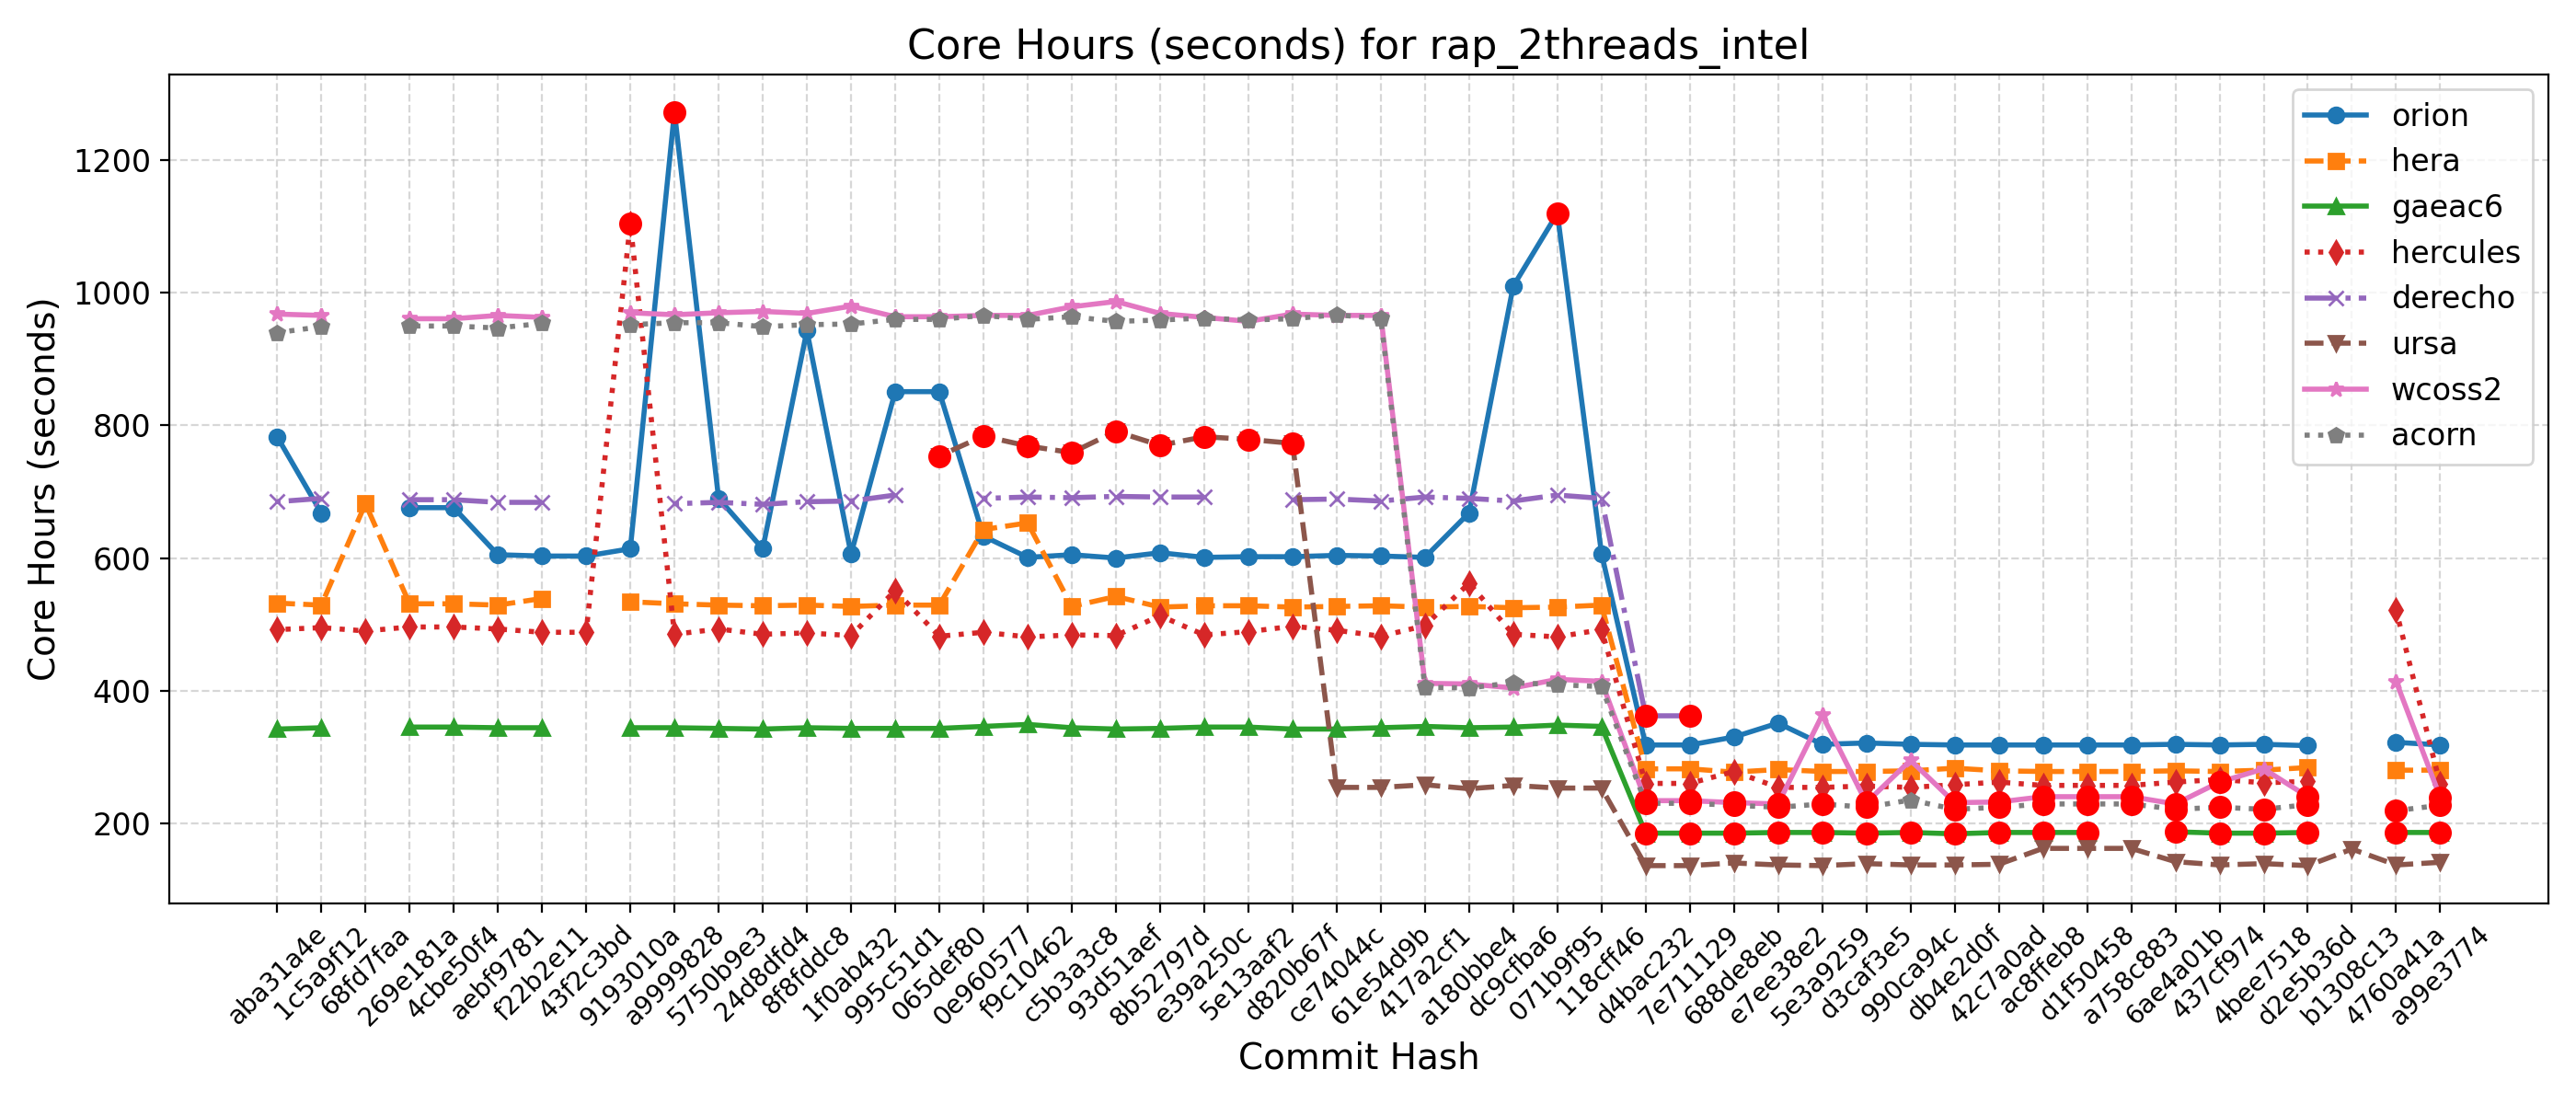 Core Hours (seconds) for rap_2threads_intel
Core Hours (seconds)
1200
1000
800
600
400
200
orion
hera
gaeac6
hercules
derecho
ursa
wcoss2
acorn
aba31a4e
1c5a9f12
68fd7faa
269e181a
4cbe50f4
aebf9781
f22b2e11
43f2c3bd
9193010a
a9999828
5750b9e3
24d8dfd4
8f8fddc8
1f0ab432
995c51d1
065def80
0e960577
f9c10462
c5b3a3c8
93d51aef
8b52797d
e39a250c
5e13aaf2
d820b67f
ce74044c
61e54d9b
417a2cf1
a180bbe4
dc9cfba6
071b9f95
118cff46
d4bac232
7e711129
688de8eb
e7ee38e2
5e3a9259
d3caf3e5
990ca94c
db4e2d0f
42c7a0ad
ac8ffeb8
d1f50458
a758c883
6ae4a01b
437cf974
4bee7518
d2e5b36d
b1308c13
4760a41a
a99e3774
Commit Hash